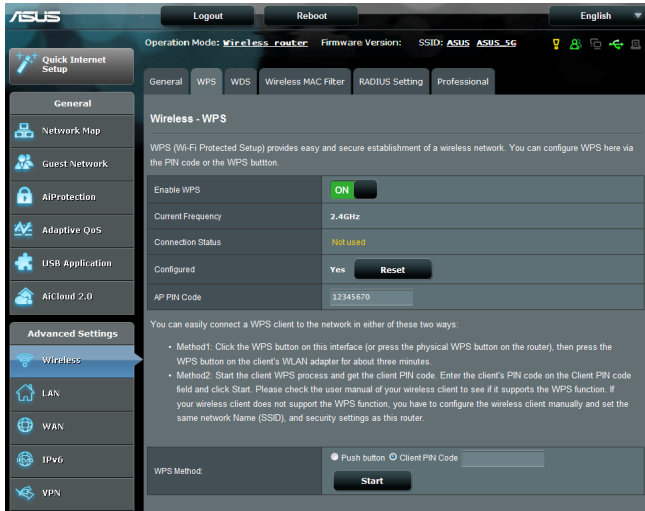 ASUS
Logout
Reboot
English
Operation Mode: Wireless router Firmware Version: SSID: ASUS ASUS_5G
Quick Internet
Setup
General
WPS
WDS
Wireless MAC Filter
RADIUS Setting
Professional
General
Network Map
Guest Network
AiProtection
Adaptive QoS
USB Application
AiCloud 2.0
Advanced Settings
Wireless
LAN
WAN
IPv6
IPv6
VPN
Wireless - WPS
WPS (Wi-Fi Protected Setup) provides easy and secure establishment of a wireless network. You can configure WPS here via
the PIN code or the WPS buttton.
Enable WPS ON
Current Frequency 2.4GHz
Connection Status Not used
Configured Yes Reset
AP PIN Code 12345670
You can easily connect a WPS client to the network in either of these two ways:
• Method1: Click the WPS button on this interface (or press the physical WPS button on the router), then press the
WPS button on the client's WLAN adapter for about three minutes.
• Method2: Start the client WPS process and get the client PIN code. Enter the client's PIN code on the Client PIN code
field and click Start. Please check the user manual of your wireless client to see if it supports the WPS function. If
your wireless client does not support the WPS function, you have to configure the wireless client manually and set the
same network Name (SSID), and security settings as this router.
WPS Method: Push button Client PIN Code
Start